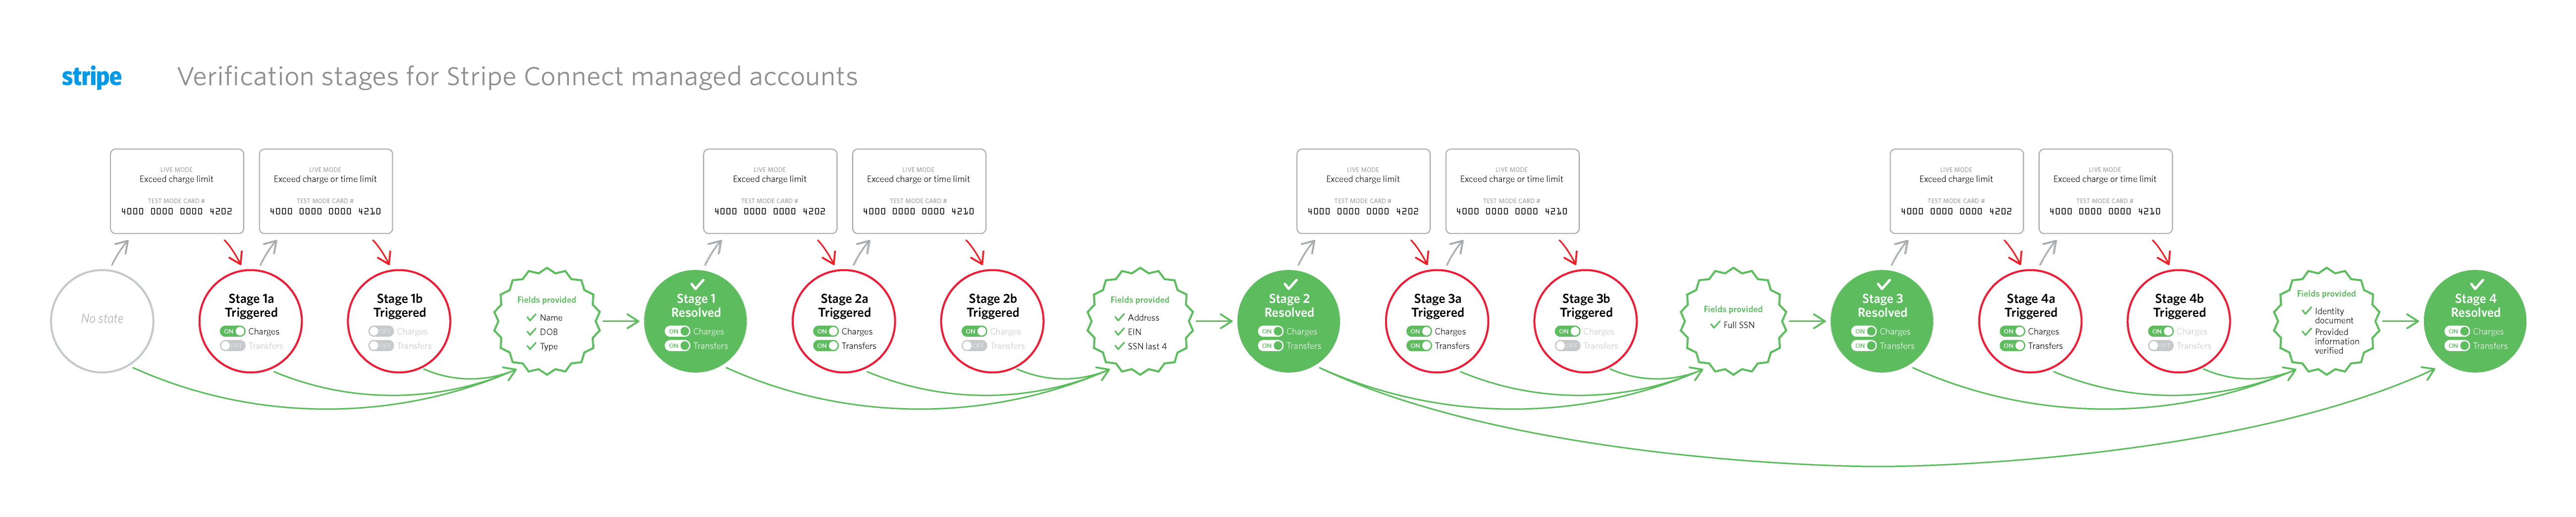 stripe
Verification stages for Stripe Connect managed accounts
LIVE MODE
Exceed charge limit
TEST MODE CARD #
4000 0000 0000 4202
LIVE MODE
Exceed charge or time limit
TEST MODE CARD #
4000 0000 0000 4210
No state
Stage 1a
Triggered
ON Charges
OFF Transfers
Stage 1b
Triggered
OFF Charges
OFF Transfers
Fields provided
Name
DOB
Type
Stage 1
Resolved
ON Charges
ON Transfers
LIVE MODE
Exceed charge limit
TEST MODE CARD #
4000 0000 0000 4202
LIVE MODE
Exceed charge or time limit
TEST MODE CARD #
4000 0000 0000 4210
Stage 2a
Triggered
ON Charges
ON Transfers
Stage 2b
Triggered
ON Charges
OFF Transfers
Fields provided
Address
EIN
SSN last 4
Stage 2
Resolved
ON Charges
ON Transfers
LIVE MODE
Exceed charge limit
TEST MODE CARD #
4000 0000 0000 4202
LIVE MODE
Exceed charge or time limit
TEST MODE CARD #
4000 0000 0000 4210
Stage 3a
Triggered
ON Charges
ON Transfers
Stage 3b
Triggered
ON Charges
OFF Transfers
Fields provided
Full SSN
Stage 3
Resolved
ON Charges
ON Transfers
LIVE MODE
Exceed charge limit
TEST MODE CARD #
4000 0000 0000 4202
LIVE MODE
Exceed charge or time limit
TEST MODE CARD #
4000 0000 0000 4210
Stage 4a
Triggered
ON Charges
ON Transfers
Stage 4b
Triggered
ON Charges
OFF Transfers
Fields provided
Identity
document
Provided
information
verified
Stage 4
Resolved
ON Charges
ON Transfers